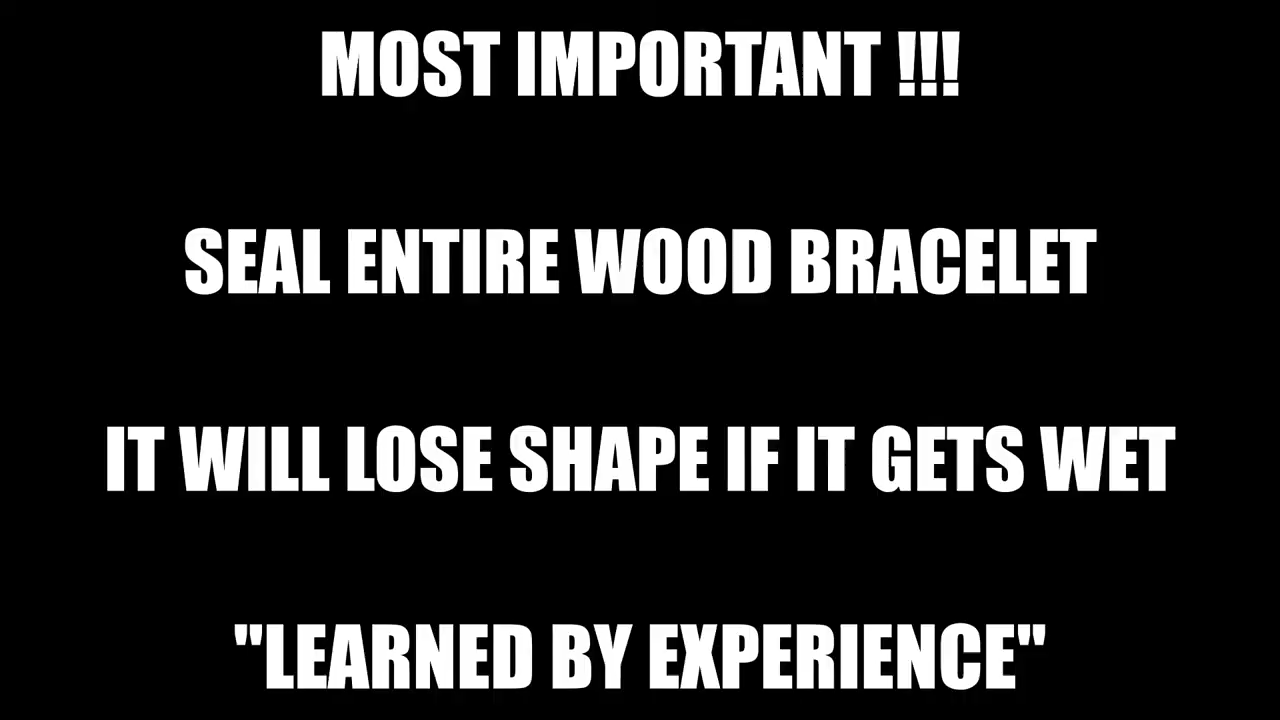 MOST IMPORTANT !!!
SEAL ENTIRE WOOD BRACELET
IT WILL LOSE SHAPE IF IT GETS WET
"LEARNED BY EXPERIENCE"